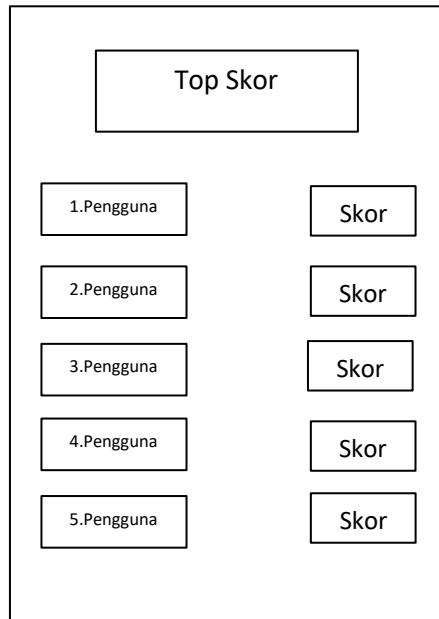 Top Skor
1.Pengguna
Skor
2.Pengguna
Skor
3.Pengguna
Skor
4.Pengguna
Skor
5.Pengguna
Skor